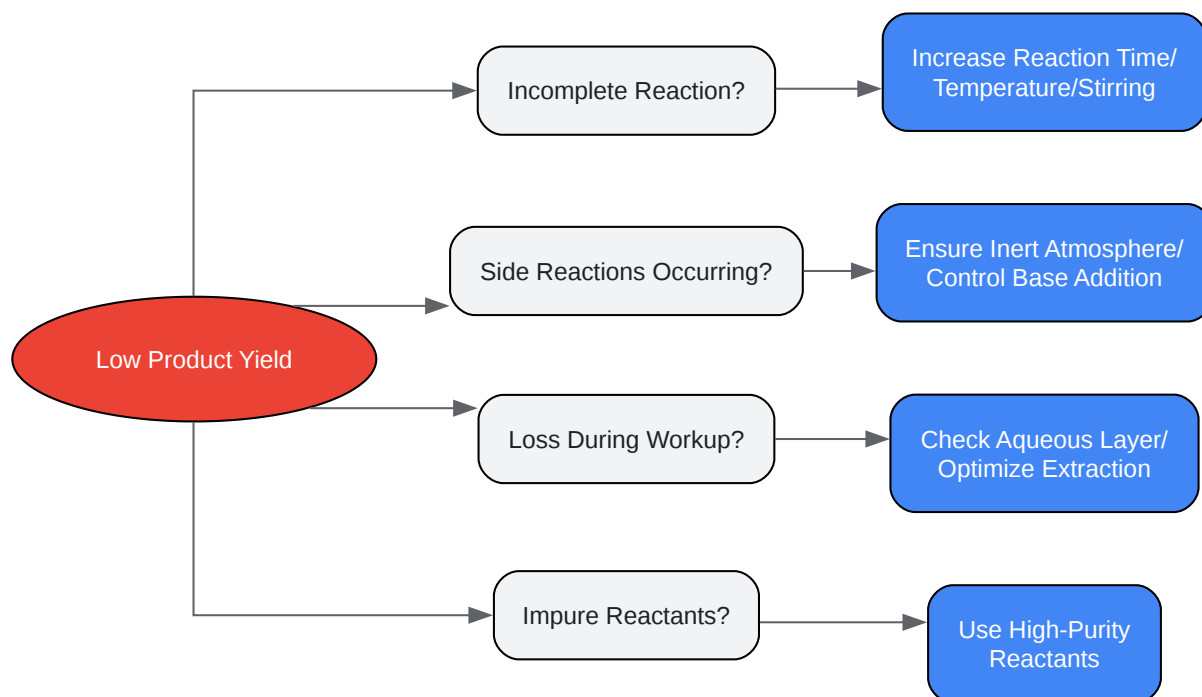 Low Product Yield
Incomplete Reaction?
Increase Reaction Time/
Temperature/Stirring
Side Reactions Occurring?
Ensure Inert Atmosphere/
Control Base Addition
Loss During Workup?
Check Aqueous Layer/
Optimize Extraction
Impure Reactants?
Use High-Purity
Reactants